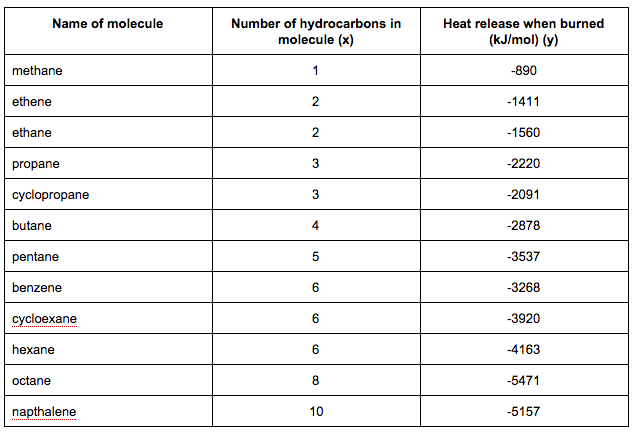 Name of molecule
Number of hydrocarbons in
molecule (x)
Heat release when burned
(kJ/mol) (y)
methane 1 -890
ethene 2 -1411
ethane 2 -1560
propane 3 -2220
cyclopropane 3 -2091
butane 4 -2878
pentane 5 -3537
benzene 6 -3268
cycloexane 6 -3920
hexane 6 -4163
octane 8 -5471
napthalene 10 -5157